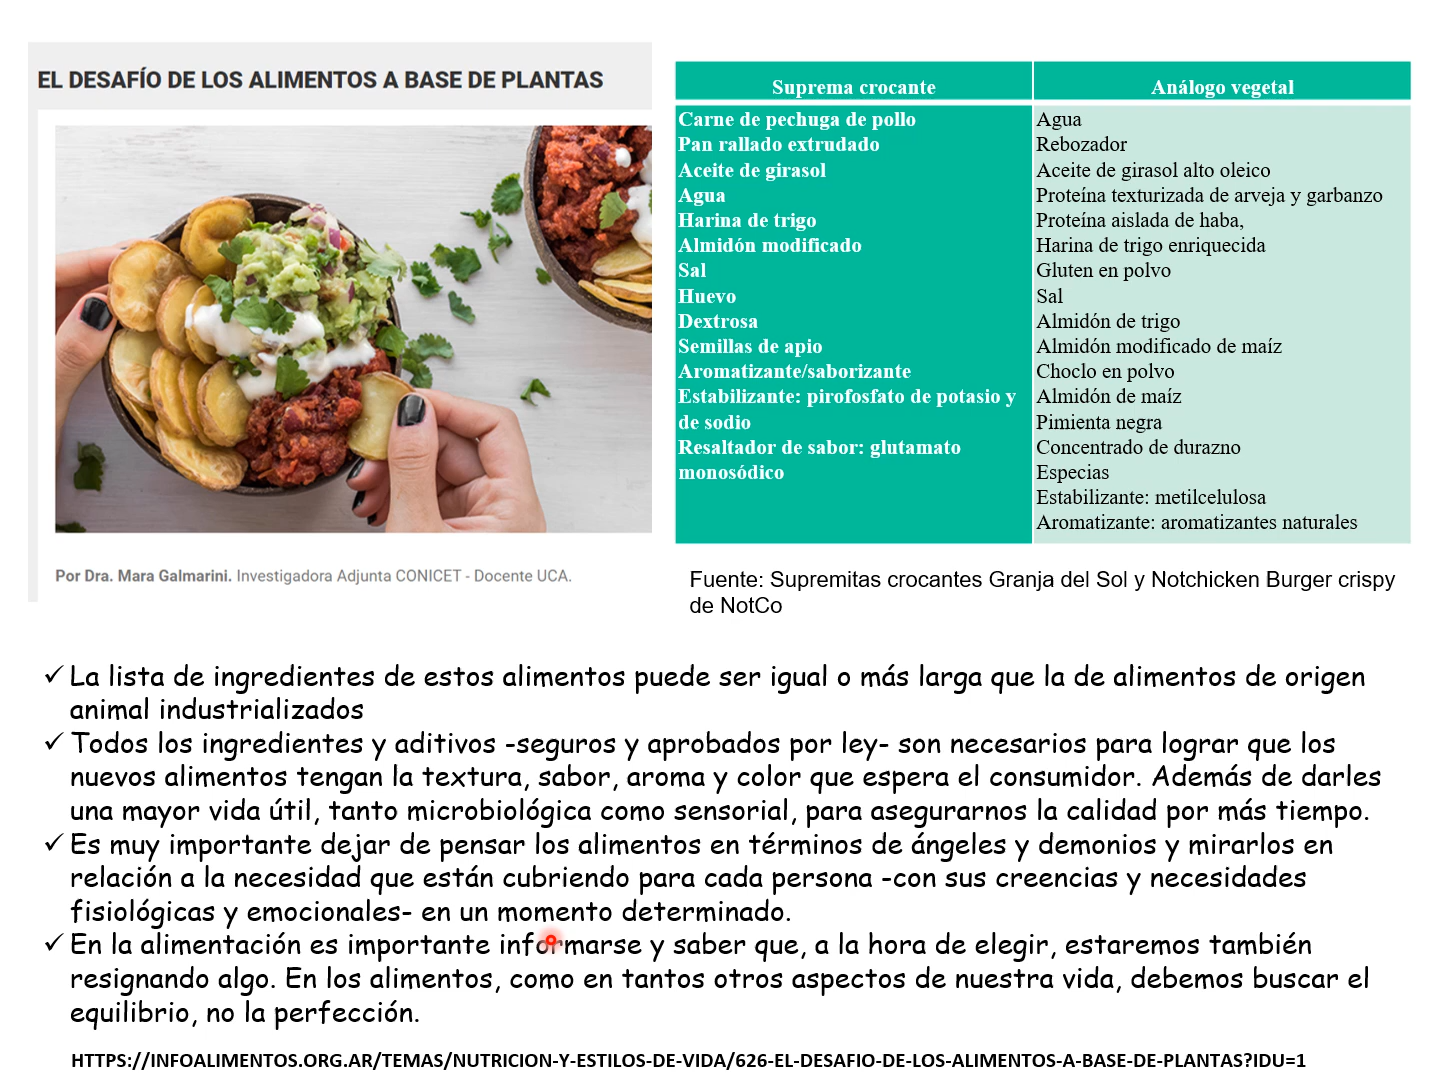 EL DESAFÍO DE LOS ALIMENTOS A BASE DE PLANTAS
Por Dra. Mara Galmarini. Investigadora Adjunta CONICET - Docente UCA.
Suprema crocante
Carne de pechuga de pollo
Pan rallado extrudado
Aceite de girasol
Agua
Harina de trigo
Almidón modificado
Sal
Huevo
Dextrosa
Semillas de apio
Aromatizante/saborizante
Estabilizante: pirofosfato de potasio y
de sodio
Resaltador de sabor: glutamato
monosódico
Análogo vegetal
Agua
Rebozador
Aceite de girasol alto oleico
Proteína texturizada de arveja y garbanzo
Proteína aislada de haba,
Harina de trigo enriquecida
Gluten en polvo
Sal
Almidón de trigo
Almidón modificado de maíz
Choclo en polvo
Almidón de maíz
Pimienta negra
Concentrado de durazno
Especias
Estabilizante: metilcelulosa
Aromatizante: aromatizantes naturales
Fuente: Supremitas crocantes Granja del Sol y Notchicken Burger crispy
de NotCo
✓ La lista de ingredientes de estos alimentos puede ser igual o más larga que la de alimentos de origen
animal industrializados
✓ Todos los ingredientes y aditivos -seguros y aprobados por ley- son necesarios para lograr que los
nuevos alimentos tengan la textura, sabor, aroma y color que espera el consumidor. Además de darles
una mayor vida útil, tanto microbiológica como sensorial, para asegurarnos la calidad por más tiempo.
✓ Es muy importante dejar de pensar los alimentos en términos de ángeles y demonios y mirarlos en
relación a la necesidad que están cubriendo para cada persona -con sus creencias y necesidades
fisiológicas y emocionales- en un momento determinado.
✓ En la alimentación es importante informarse y saber que, a la hora de elegir, estaremos también
resignando algo. En los alimentos, como en tantos otros aspectos de nuestra vida, debemos buscar el
equilibrio, no la perfección.
HTTPS://INFOALIMENTOS.ORG.AR/TEMAS/NUTRICION-Y-ESTILOS-DE-VIDA/626-EL-DESAFIO-DE-LOS-ALIMENTOS-A-BASE-DE-PLANTAS?IDU=1